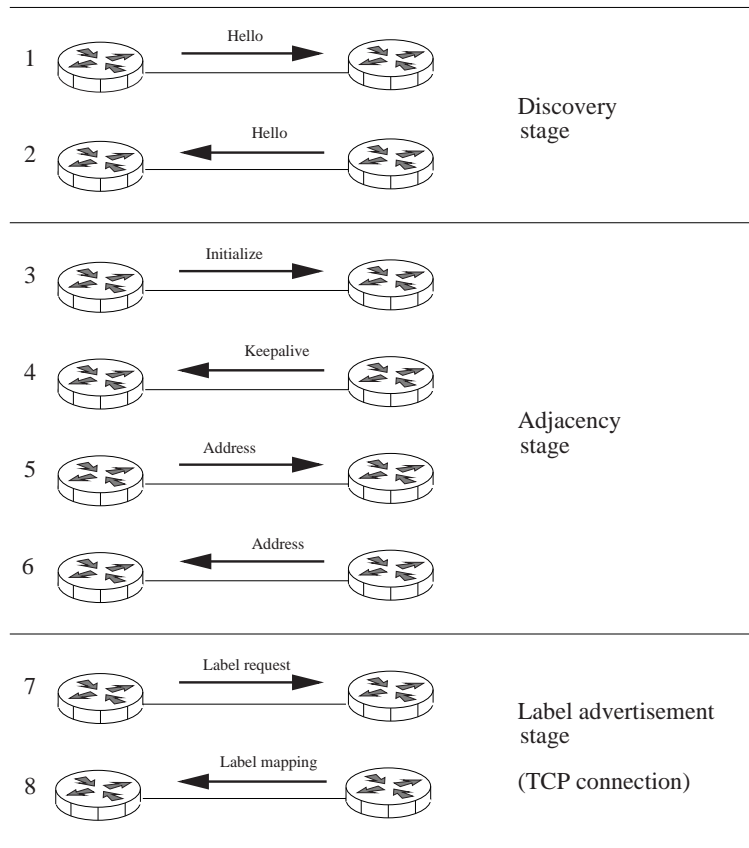 Hello
1
Discovery
stage
Hello
2
Initialize
3
Keepalive
4
Adjacency
stage
Address
5
Address
6
Label request
7
Label advertisement
stage
Label mapping
8
(TCP connection)